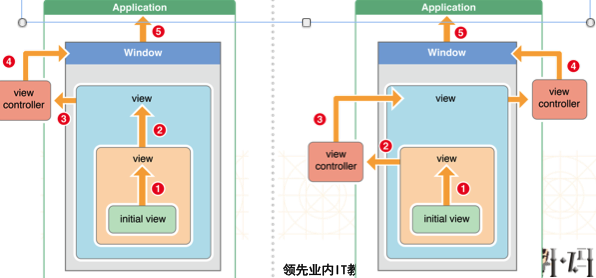 Application
5
Window
4
view
controller
3
view
2
view
1
initial view
Application
5
Window
4
view
view
controller
3
view
controller
2
view
1
initial view
领先业内IT教